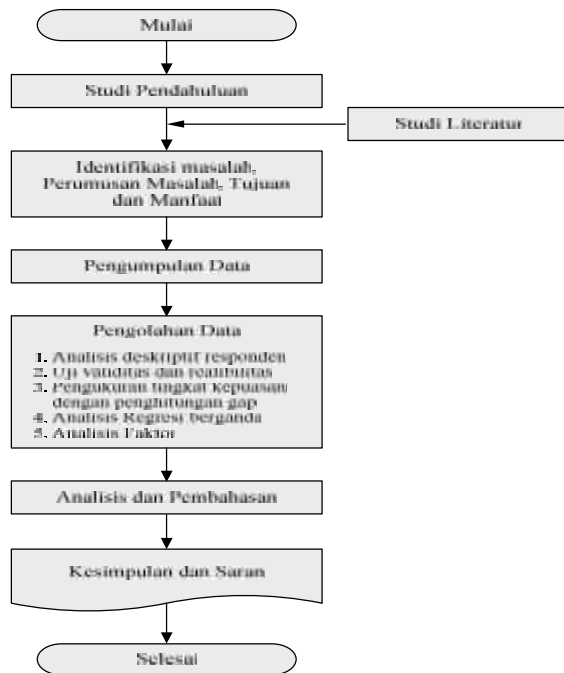 Mulai
Studi Pendahuluan
Studi Literatur
Identifikasi masalah,
Perumusan Masalah, Tujuan
dan Manfaat
Pengumpulan Data
Pengolahan Data
1. Analisis deskriptif responden
2. Uji validitas dan realibilitas
3. Pengukuran tingkat kepuasan
dengan penghitungan gap
4. Analisis Regresi berganda
5. Analisis Faktor
Analisis dan Pembahasan
Kesimpulan dan Saran
Selesai